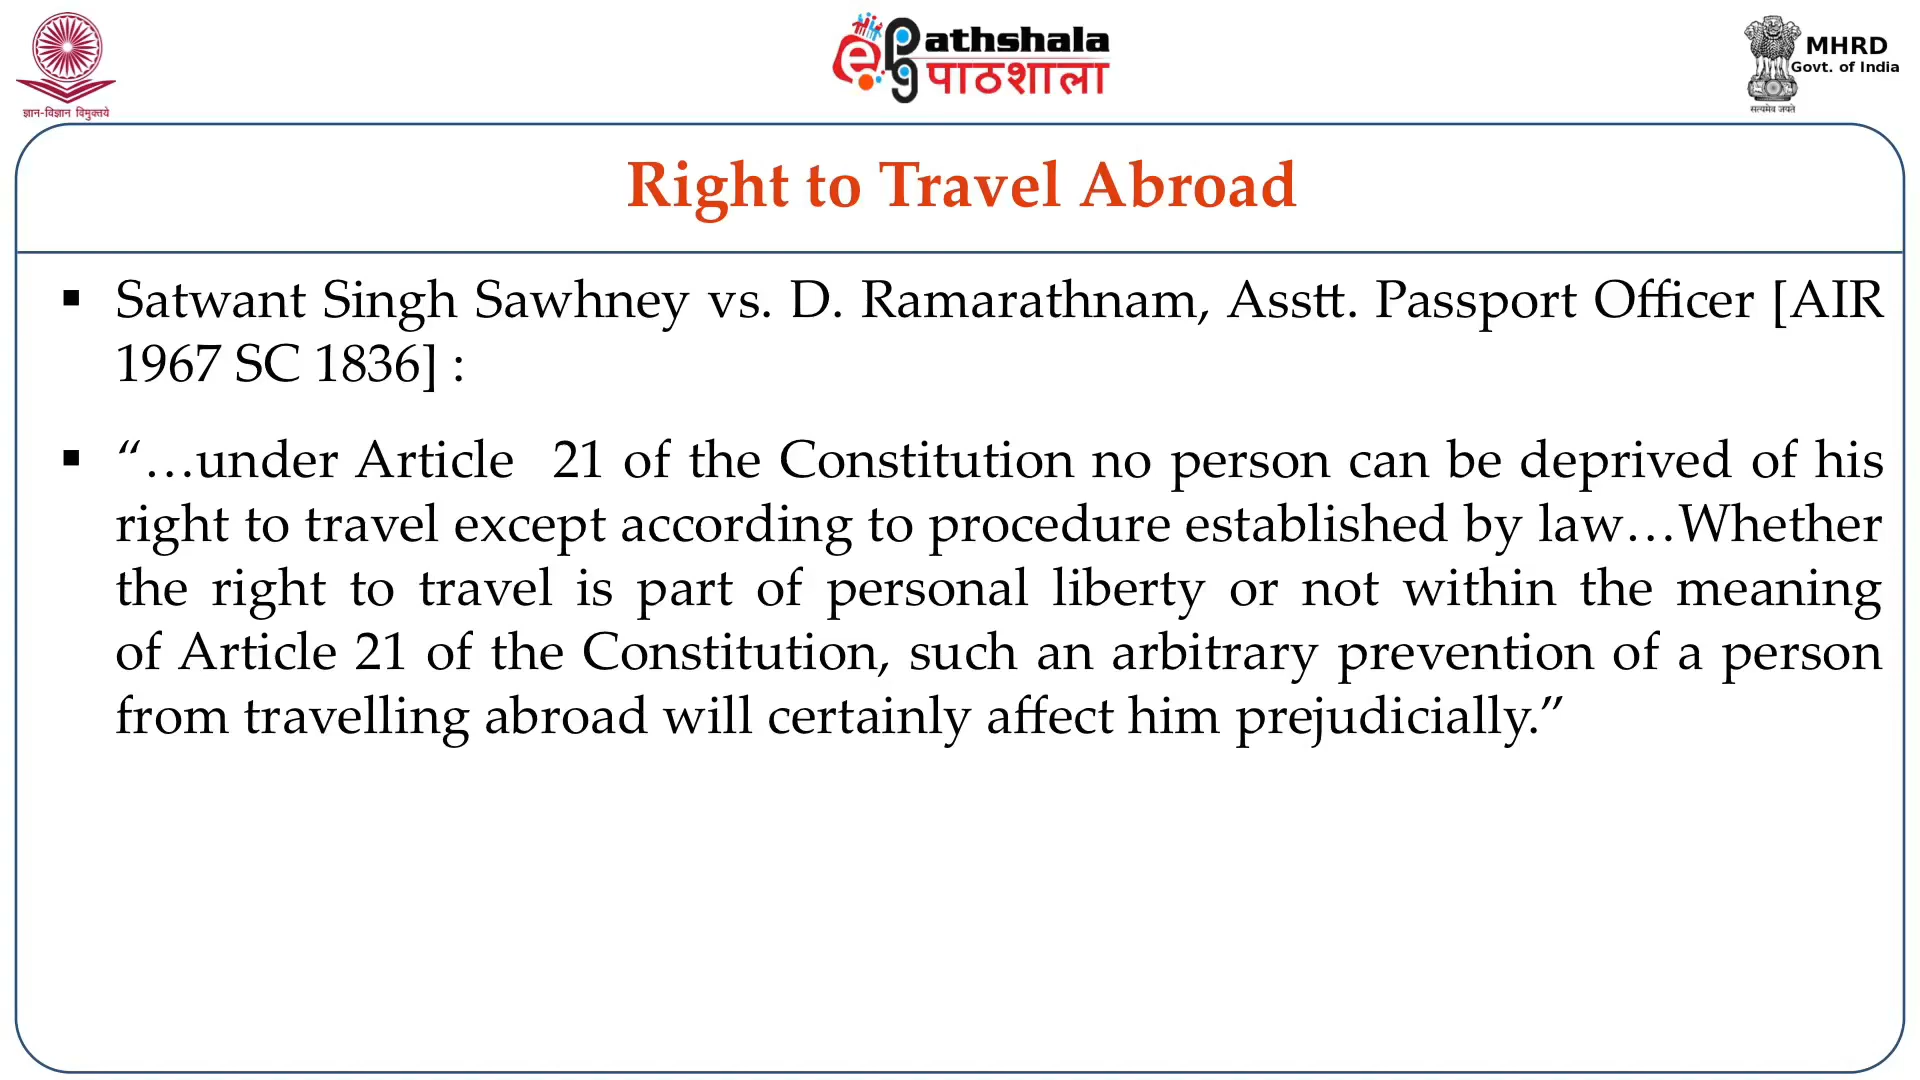 ज्ञान-विज्ञान विमुक्तये
ePathshala
पाठशाला
MHRD
Govt. of India
सत्यमेव जयते
Right to Travel Abroad
▪ Satwant Singh Sawhney vs. D. Ramarathnam, Asstt. Passport Officer [AIR
1967 SC 1836] :
▪ “…under Article 21 of the Constitution no person can be deprived of his
right to travel except according to procedure established by law…Whether
the right to travel is part of personal liberty or not within the meaning
of Article 21 of the Constitution, such an arbitrary prevention of a person
from travelling abroad will certainly affect him prejudicially.”